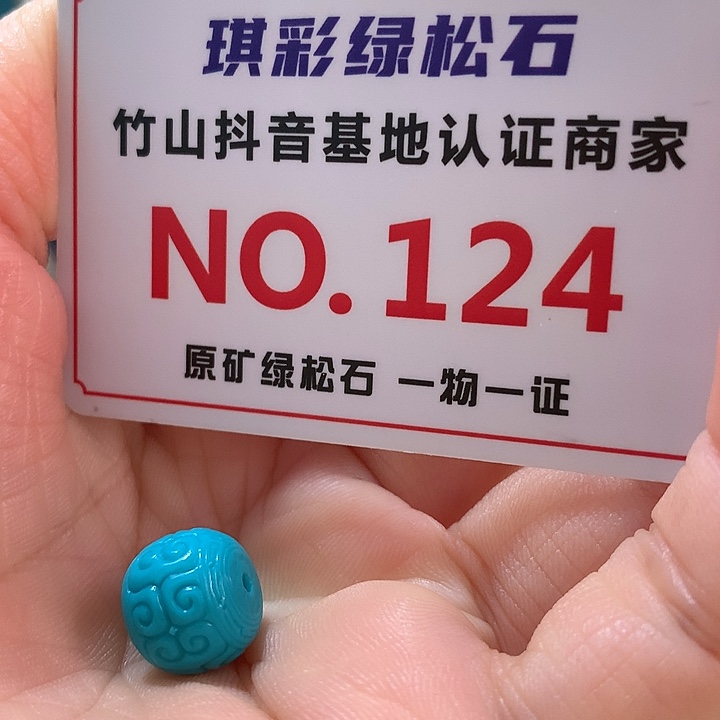 琪彩绿松石
竹山抖音基地认证商家
NO.124
原矿绿松石 一物一证